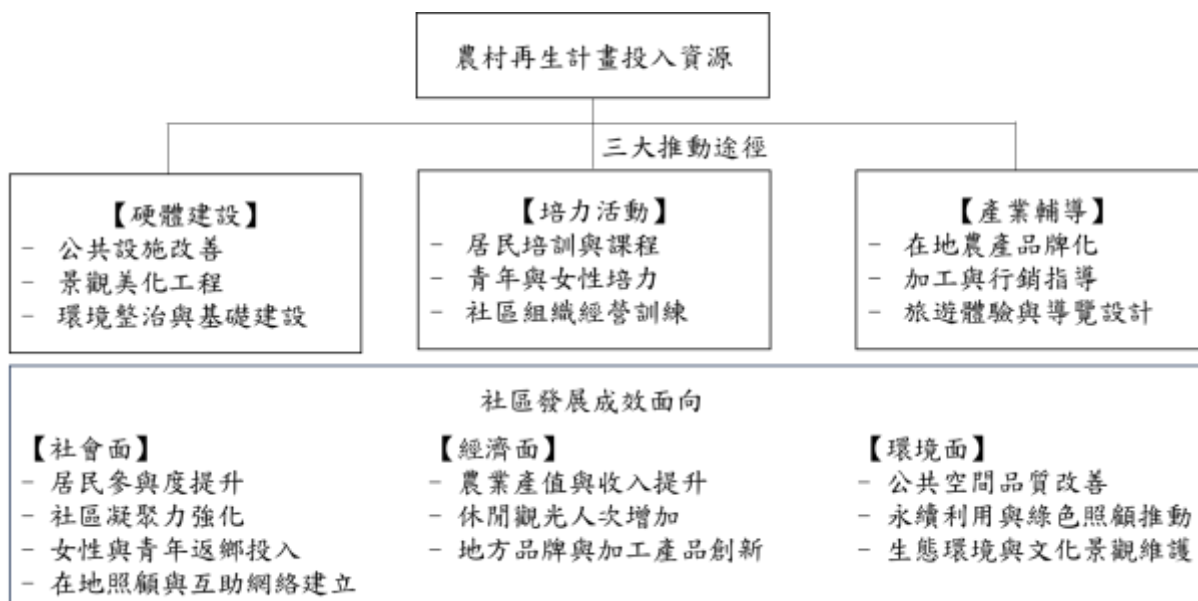 農村再生計畫投入資源
三大推動途徑
【硬體建設】
- 公共設施改善
- 景觀美化工程
- 環境整治與基礎建設
【培力活動】
- 居民培訓與課程
- 青年與女性培力
- 社區組織經營訓練
【產業輔導】
- 在地農產品牌化
- 加工與行銷指導
- 旅遊體驗與導覽設計
社區發展成效面向
【社會面】
- 居民參與度提升
- 社區凝聚力強化
- 女性與青年返鄉投入
- 在地照顧與互助網絡建立
【經濟面】
- 農業產值與收入提升
- 休閒觀光人次增加
- 地方品牌與加工產品創新
【環境面】
- 公共空間品質改善
- 永續利用與綠色照顧推動
- 生態環境與文化景觀維護